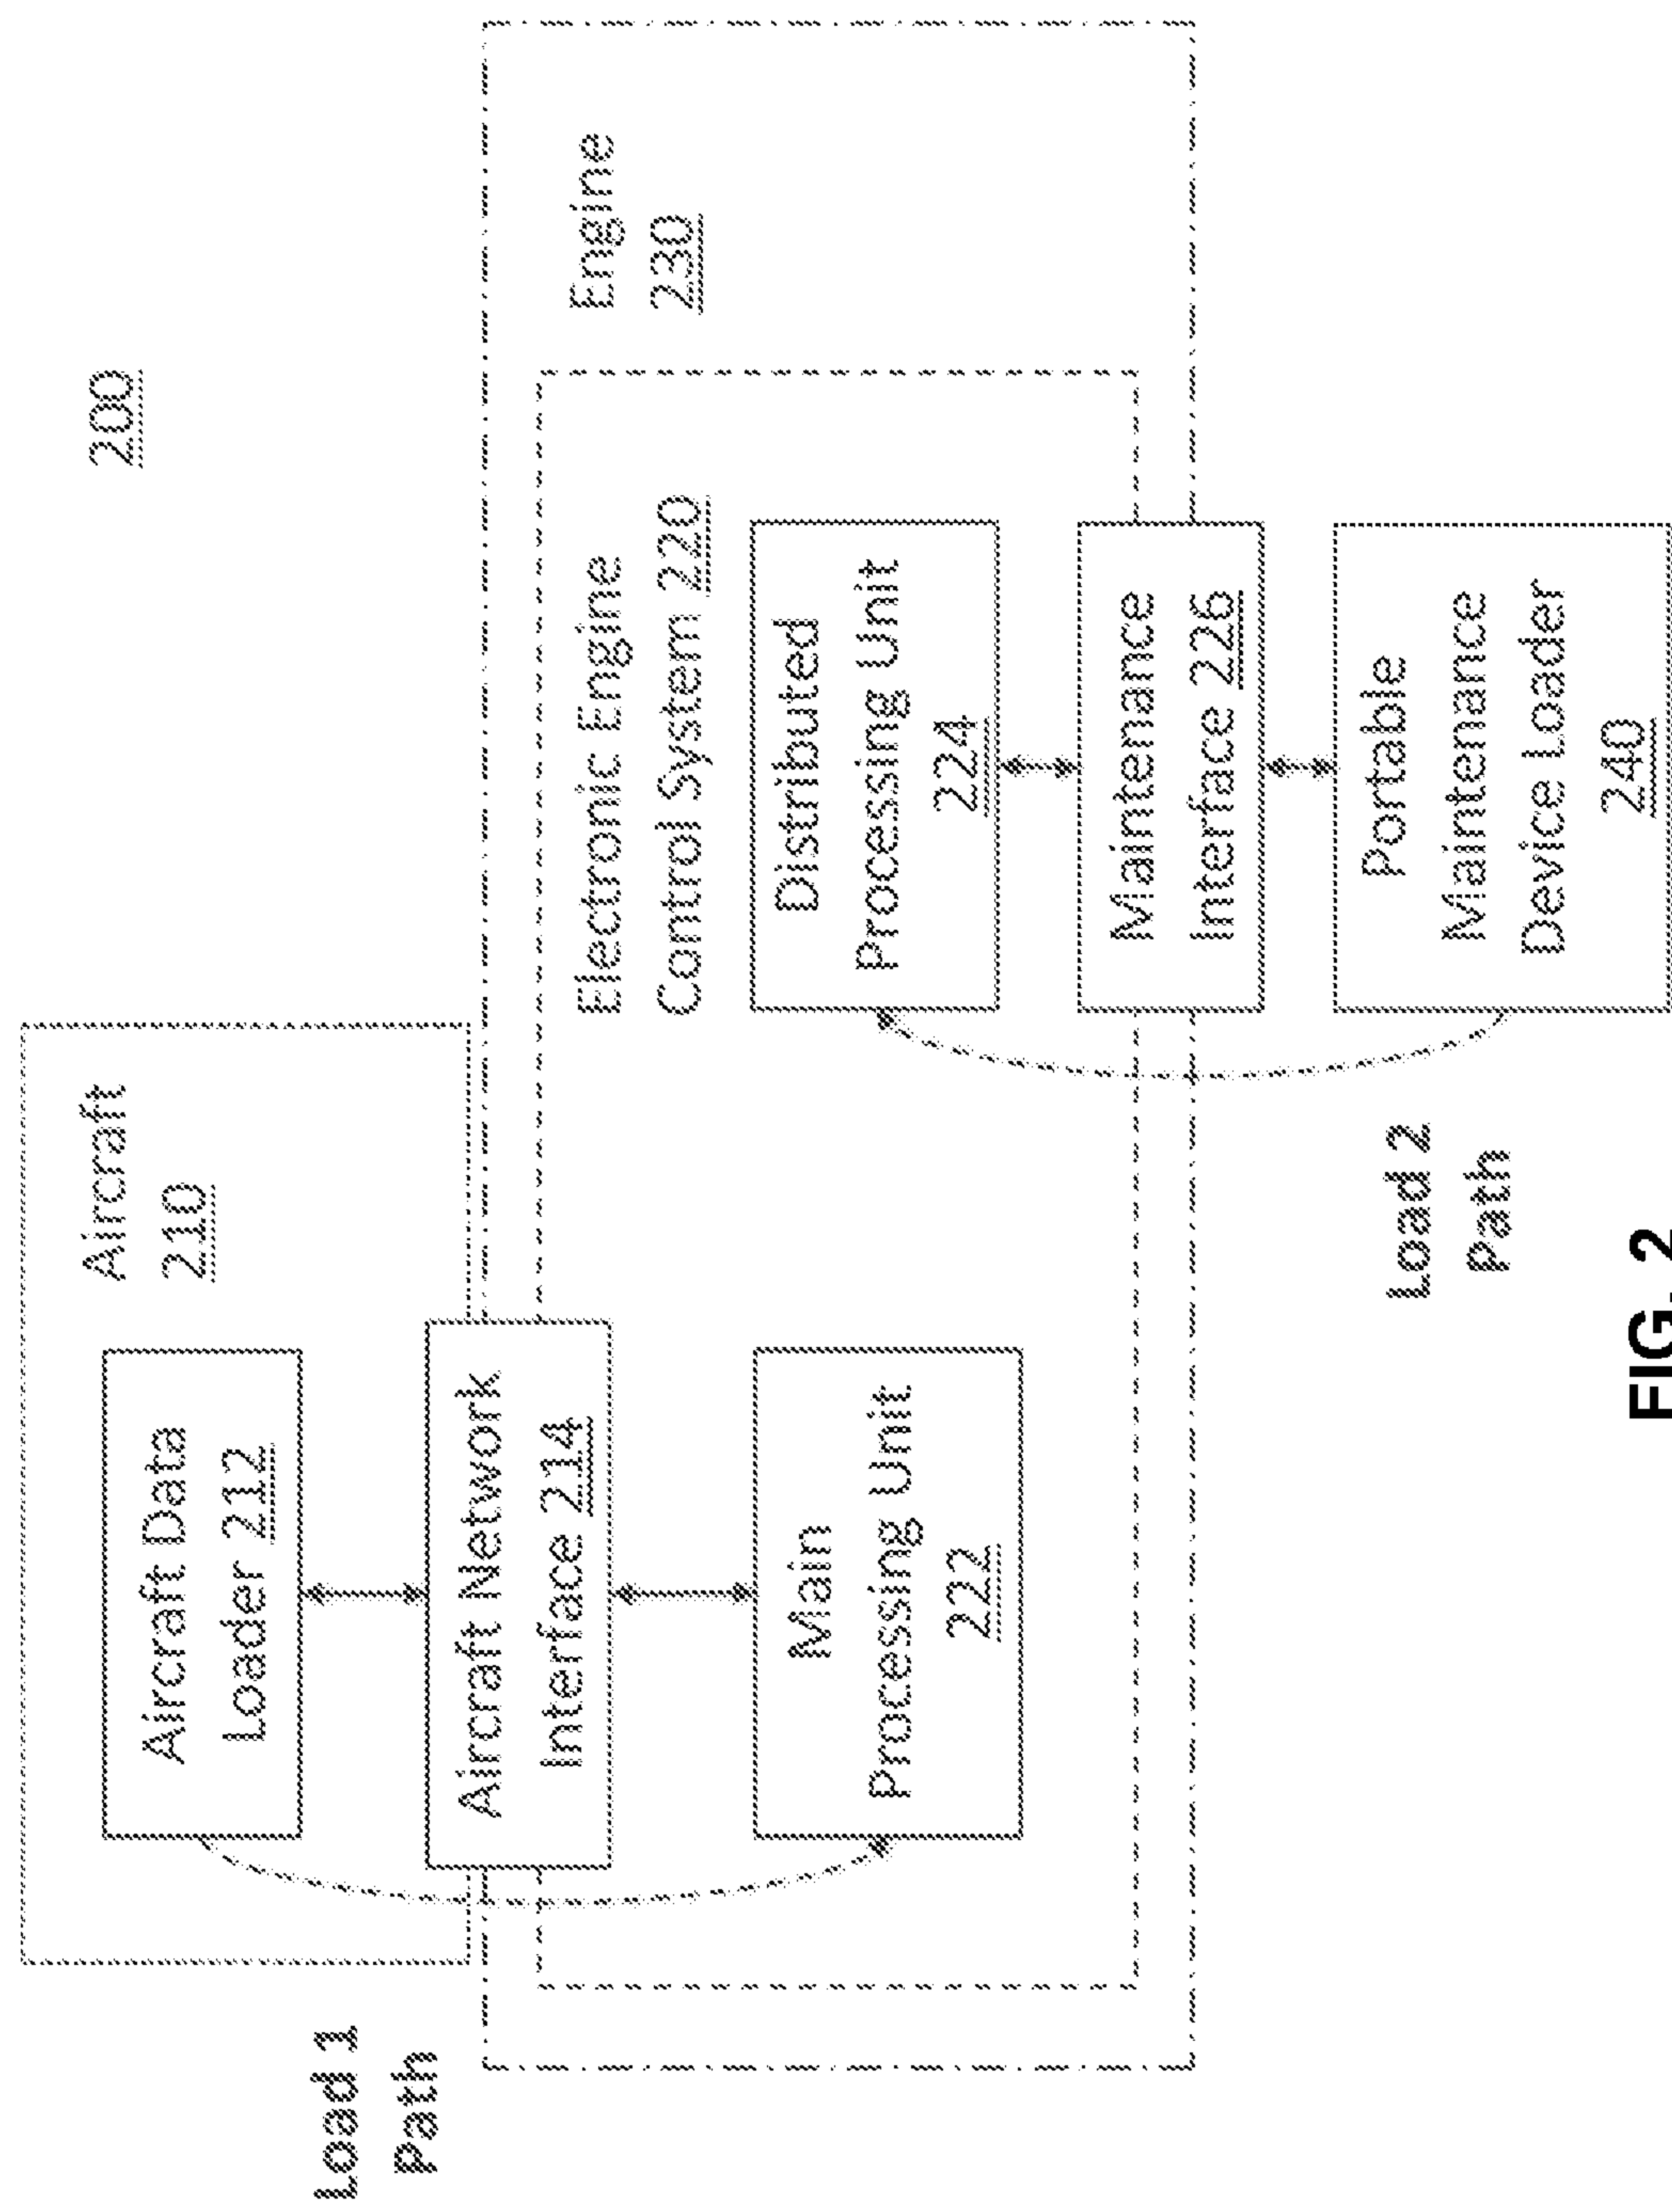 200
Aircraft
210
Aircraft Data
Loader 212
Load 1
Path
Aircraft Network
Interface 214
Engine
230
Electronic Engine
Control System 220
Main
Processing Unit
222
Distributed
Processing Unit
224
Maintenance
Interface 226
Portable
Maintenance
Device Loader
240
Load 2
Path
FIG. 2